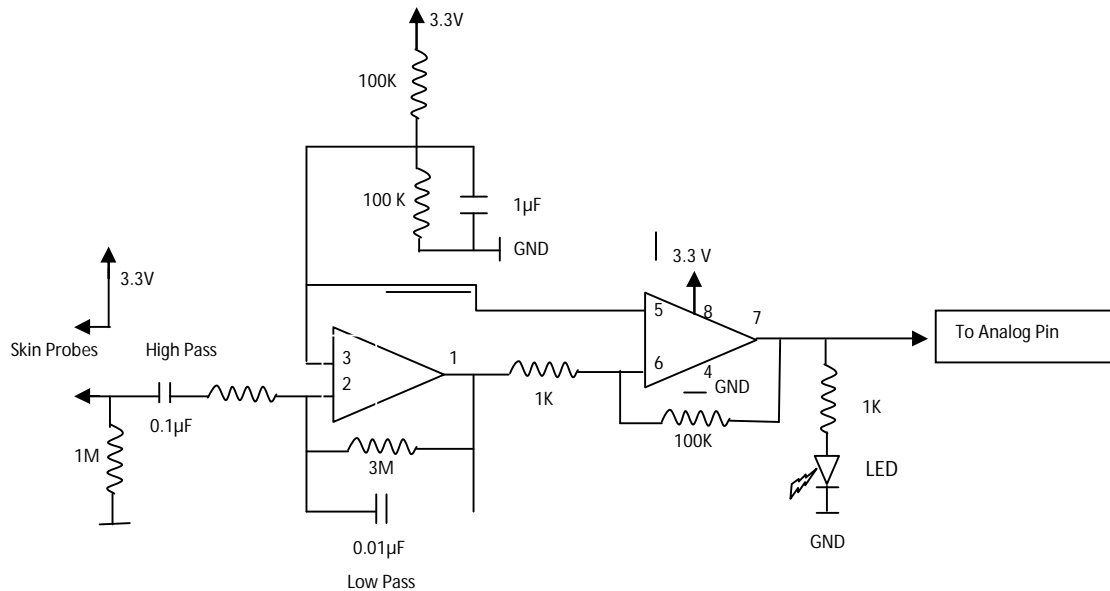 3.3V
100K
100 K
1µF
GND
3.3V
3.3 V
5
8
7
Skin Probes
High Pass
3
1
6
4
To Analog Pin
2
GND
0.1µF
1K
1K
1M
3M
100K
LED
0.01µF
GND
Low Pass